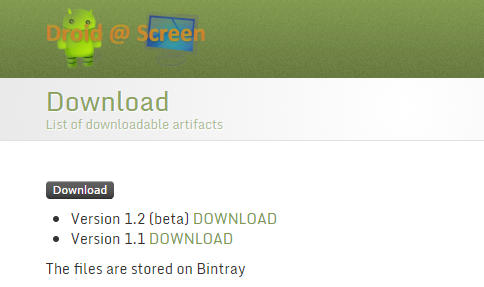 Droid @ Screen
Download
List of downloadable artifacts
Download
Version 1.2 (beta) DOWNLOAD
Version 1.1 DOWNLOAD
The files are stored on Bintray